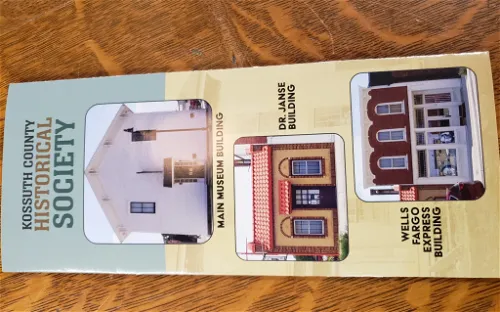 KOSSUTH COUNTY
HISTORICAL
SOCIETY
MAIN MUSEUM BUILDING
DR. JANSE
BUILDING
WELLS
FARGO
EXPRESS
BUILDING